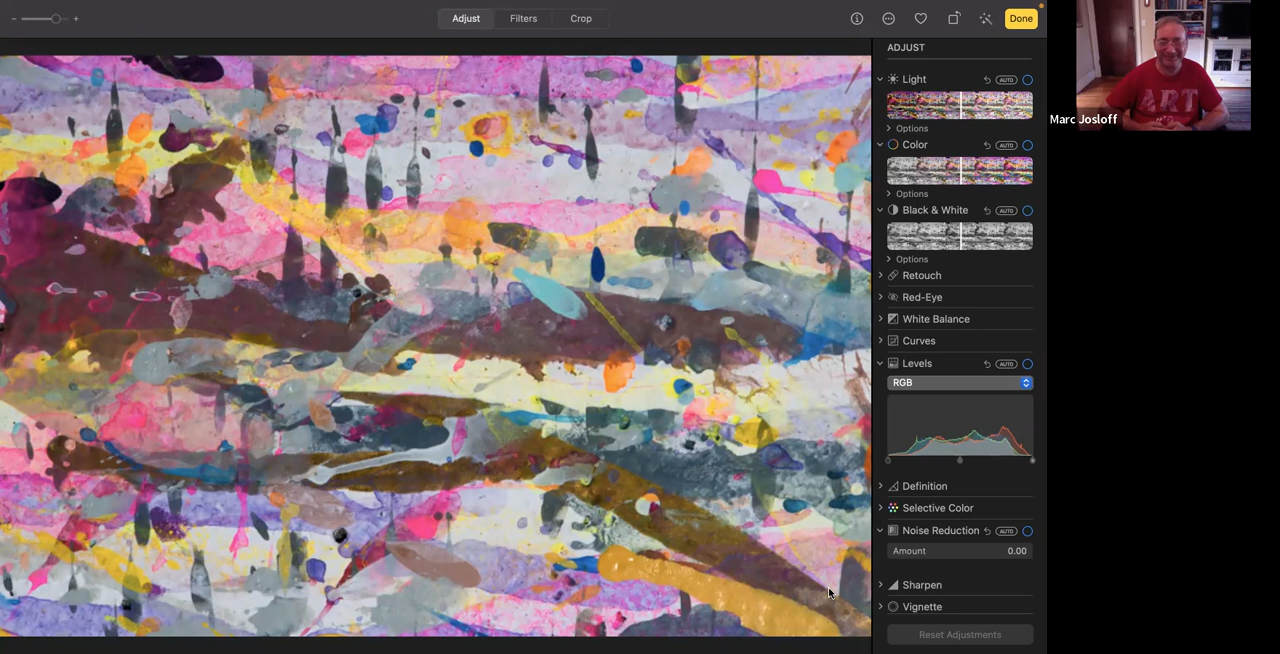 Adjust Filters Crop
Done
ADJUST
Light AUTO
Options
Color AUTO
Options
Black & White AUTO
Options
Retouch
Red-Eye
White Balance
Curves
Levels AUTO
RGB
Definition
Selective Color
Noise Reduction AUTO
Amount 0.00
Sharpen
Vignette
Reset Adjustments
ART
Marc Josloff